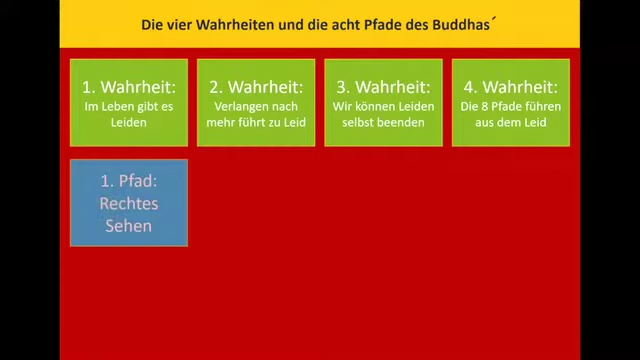 Die vier Wahrheiten und die acht Pfade des Buddhas´
1. Wahrheit:
Im Leben gibt es
Leiden
2. Wahrheit:
Verlangen nach
mehr führt zu Leid
3. Wahrheit:
Wir können Leiden
selbst beenden
4. Wahrheit:
Die 8 Pfade führen
aus dem Leid
1. Pfad:
Rechtes
Sehen